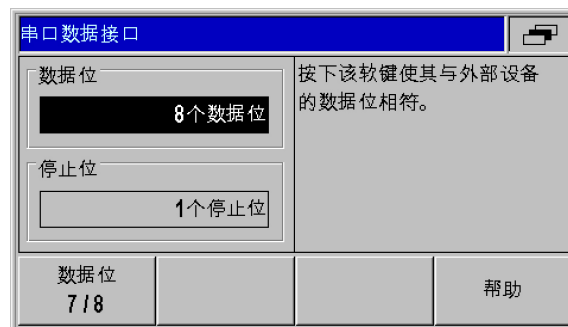 串口数据接口
数据位
8个数据位
停止位
1个停止位
按下该软键使其与外部设备
的数据位相符。
数据位
7 / 8
帮助